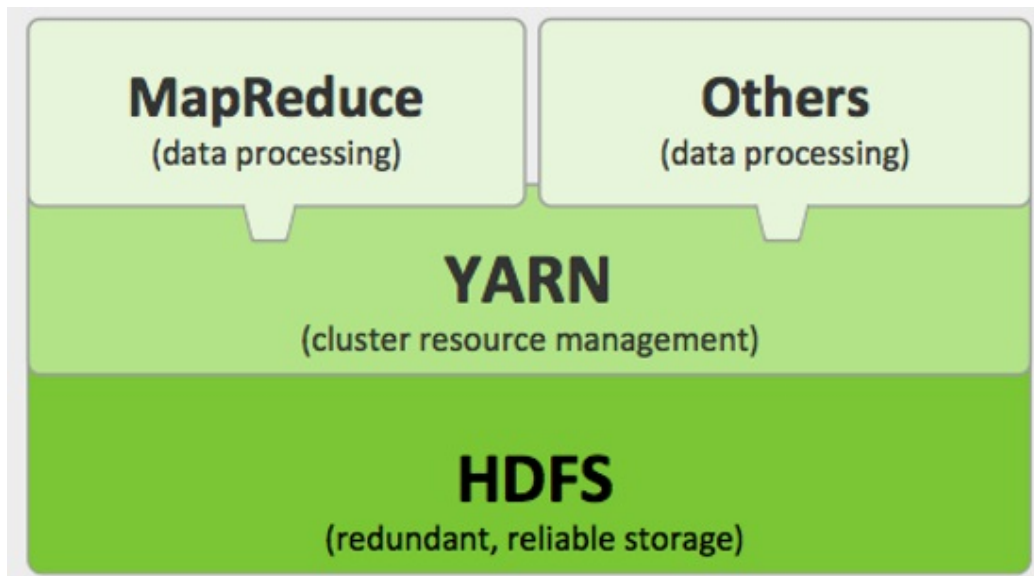 MapReduce
(data processing)
Others
(data processing)
YARN
(cluster resource management)
HDFS
(redundant, reliable storage)